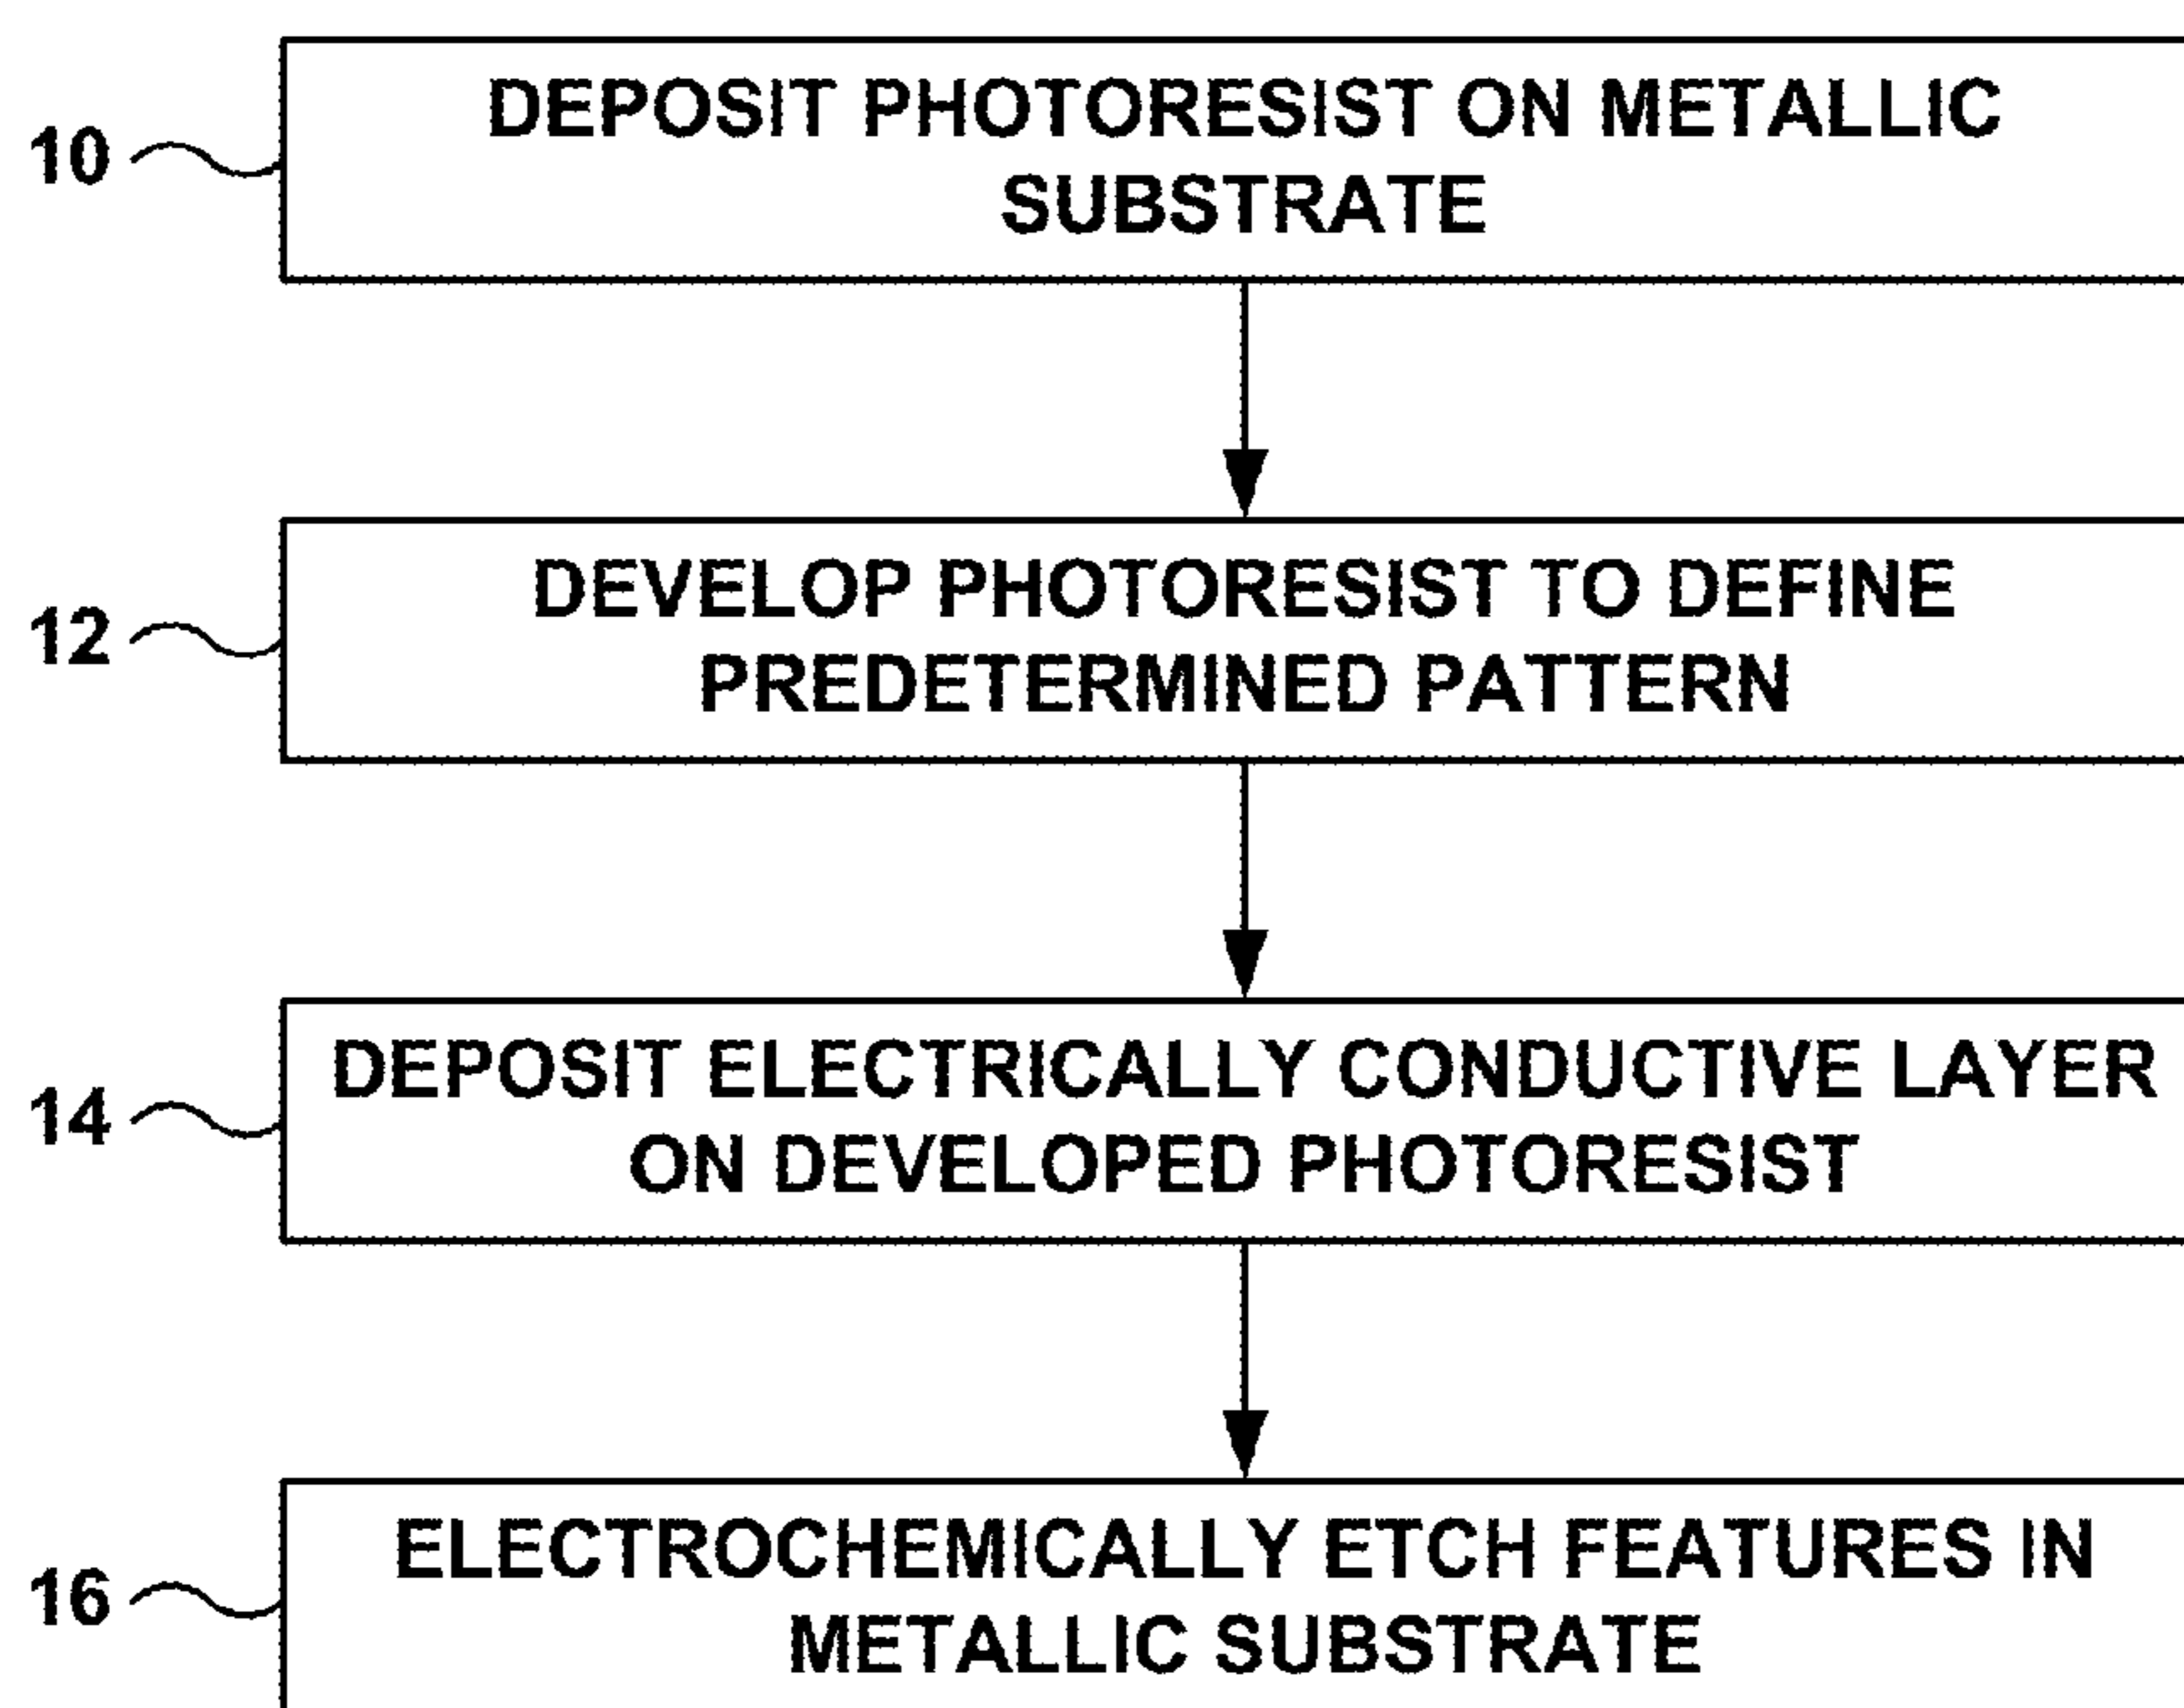 10
DEPOSIT PHOTORESIST ON METALLIC
SUBSTRATE
12
DEVELOP PHOTORESIST TO DEFINE
PREDETERMINED PATTERN
14
DEPOSIT ELECTRICALLY CONDUCTIVE LAYER
ON DEVELOPED PHOTORESIST
16
ELECTROCHEMICALLY ETCH FEATURES IN
METALLIC SUBSTRATE